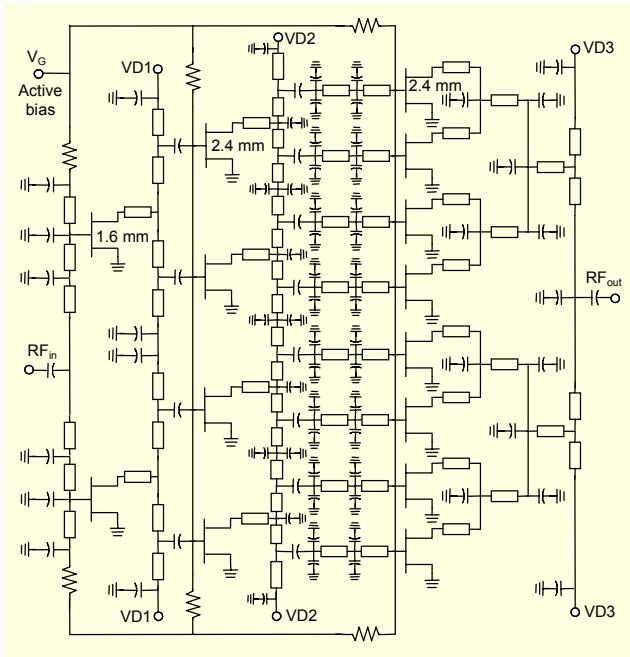 VD2
VD3
VG
Active
bias
VD1
2.4 mm
2.4 mm
1.6 mm
RFin
RFout
VD1
VD2
VD3